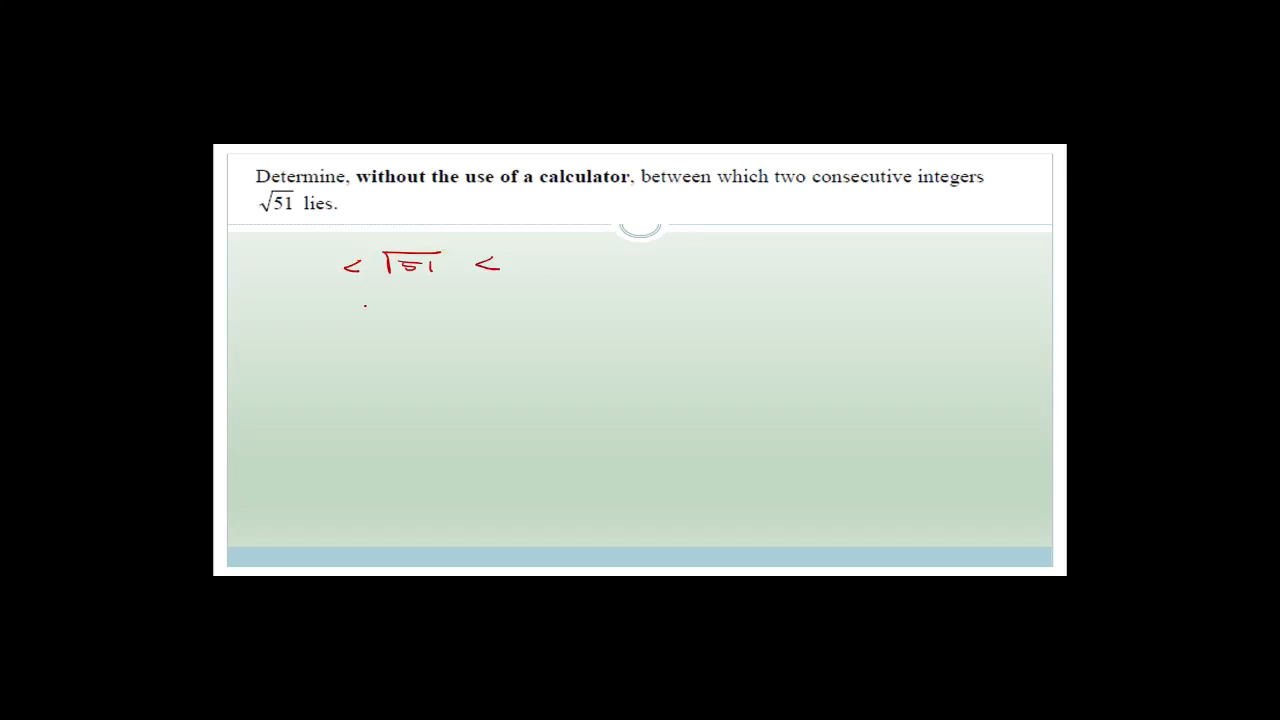 Determine, without the use of a calculator, between which two consecutive integers
√51 lies.
< √51 <